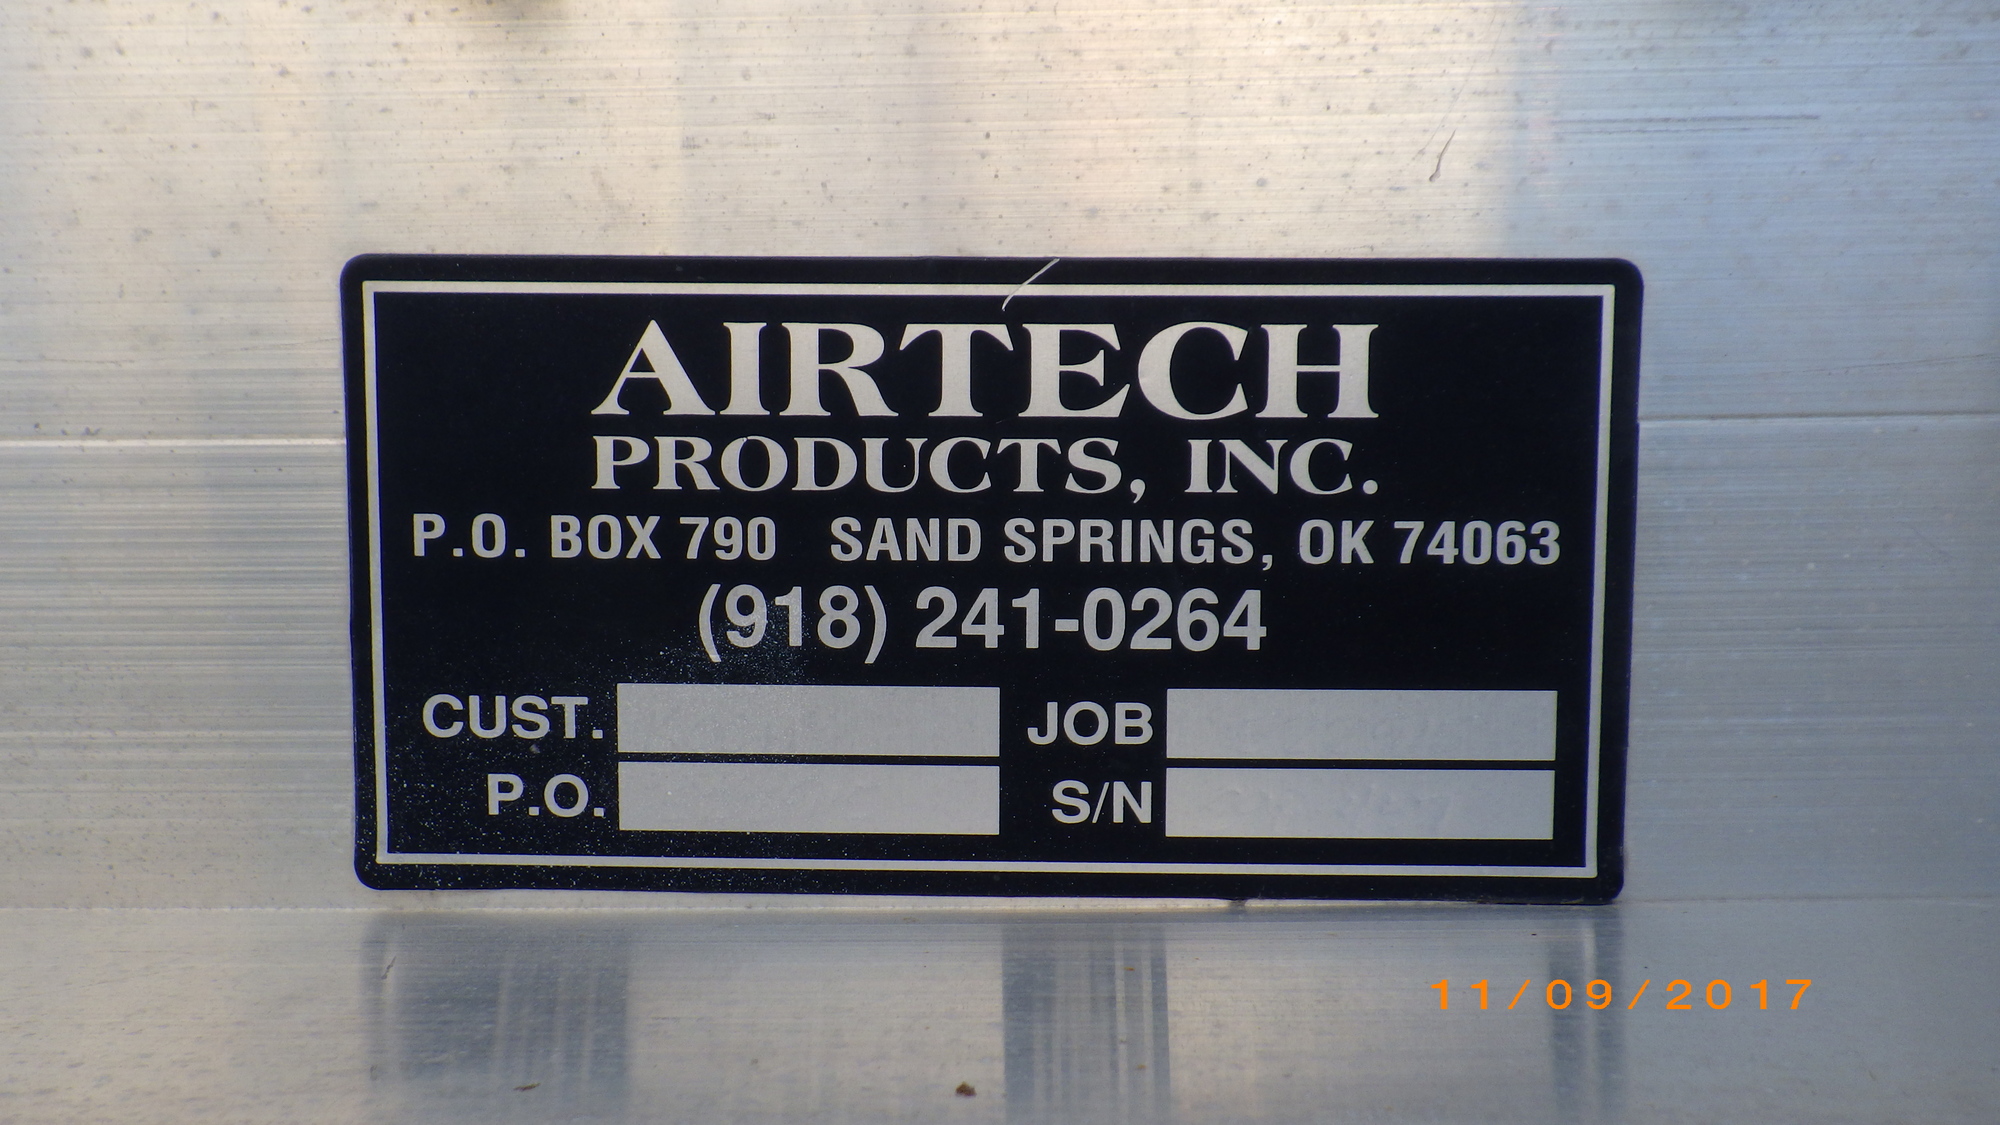 AIRTECH
PRODUCTS, INC.
P.O. BOX 790 SAND SPRINGS, OK 74063
(918) 241-0264
CUST. JOB
P.O. S/N
11/09/2017